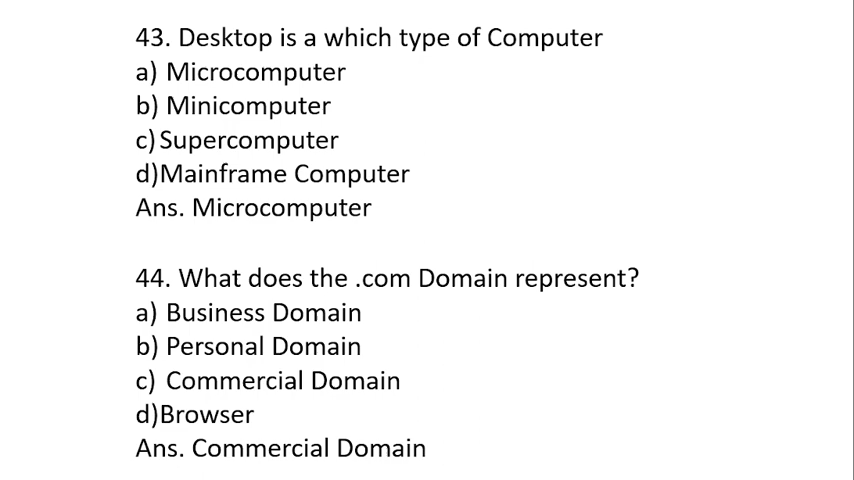 43. Desktop is a which type of Computer
a) Microcomputer
b) Minicomputer
c) Supercomputer
d)Mainframe Computer
Ans. Microcomputer
44. What does the .com Domain represent?
a) Business Domain
b) Personal Domain
c) Commercial Domain
d)Browser
Ans. Commercial Domain